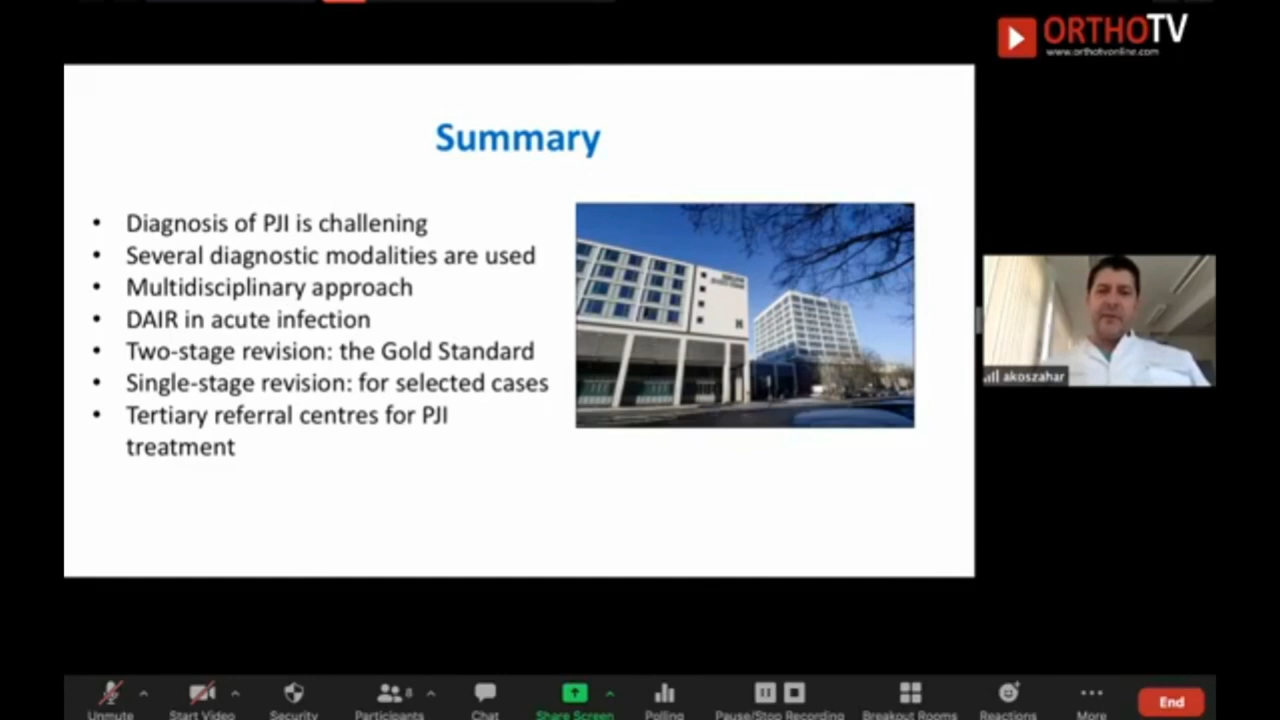 ORTHOTV
www.orthotvonline.com
Summary
• Diagnosis of PJI is challening
• Several diagnostic modalities are used
• Multidisciplinary approach
• DAIR in acute infection
• Two-stage revision: the Gold Standard
• Single-stage revision: for selected cases
• Tertiary referral centres for PJI
treatment
akoszahar
8
Unmute
Start Video
Security
Participants
Chat
Share Screen
Polling
Pause/Stop Recording
Breakout Rooms
Reactions
More
End